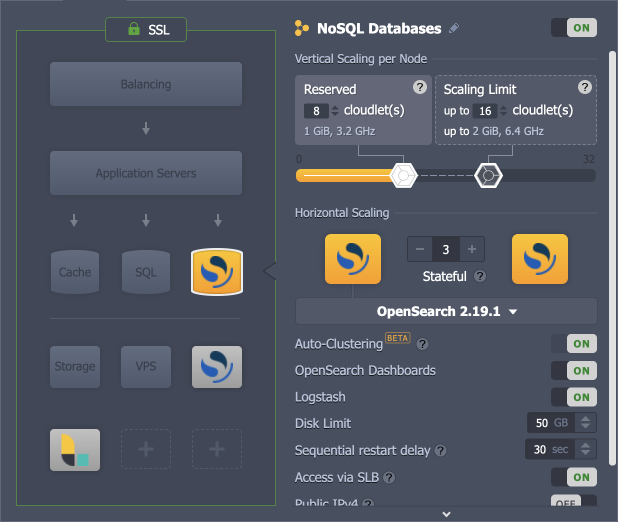 SSL
Balancing
Application Servers
Cache
SQL
Storage
VPS
NoSQL Databases
ON
Vertical Scaling per Node
Reserved ?
8 cloudlet(s)
1 GiB, 3.2 GHz
Scaling Limit ?
up to 16 cloudlet(s)
up to 2 GiB, 6.4 GHz
0 32
Horizontal Scaling
− 3 +
Stateful ?
OpenSearch 2.19.1
Auto-Clustering BETA ? ON
OpenSearch Dashboards ON
Logstash ON
Disk Limit 50 GB
Sequential restart delay ? 30 sec
Access via SLB ? ON
Public IPv4 ? OFF